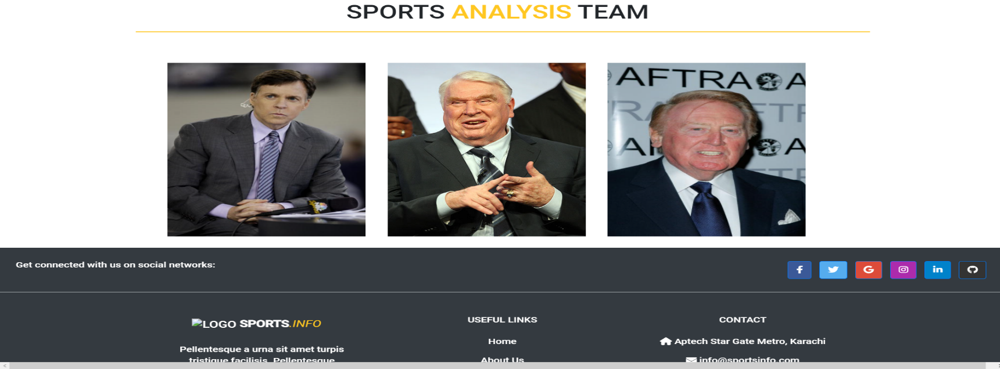 SPORTS ANALYSIS TEAM
AFTRA A
Get connected with us on social networks:
LOGO SPORTS.INFO
Pellentesque a urna sit amet turpis
tristique facilisis. Pellentesque
USEFUL LINKS
Home
About Us
CONTACT
Aptech Star Gate Metro, Karachi
info@sportsinfo.com